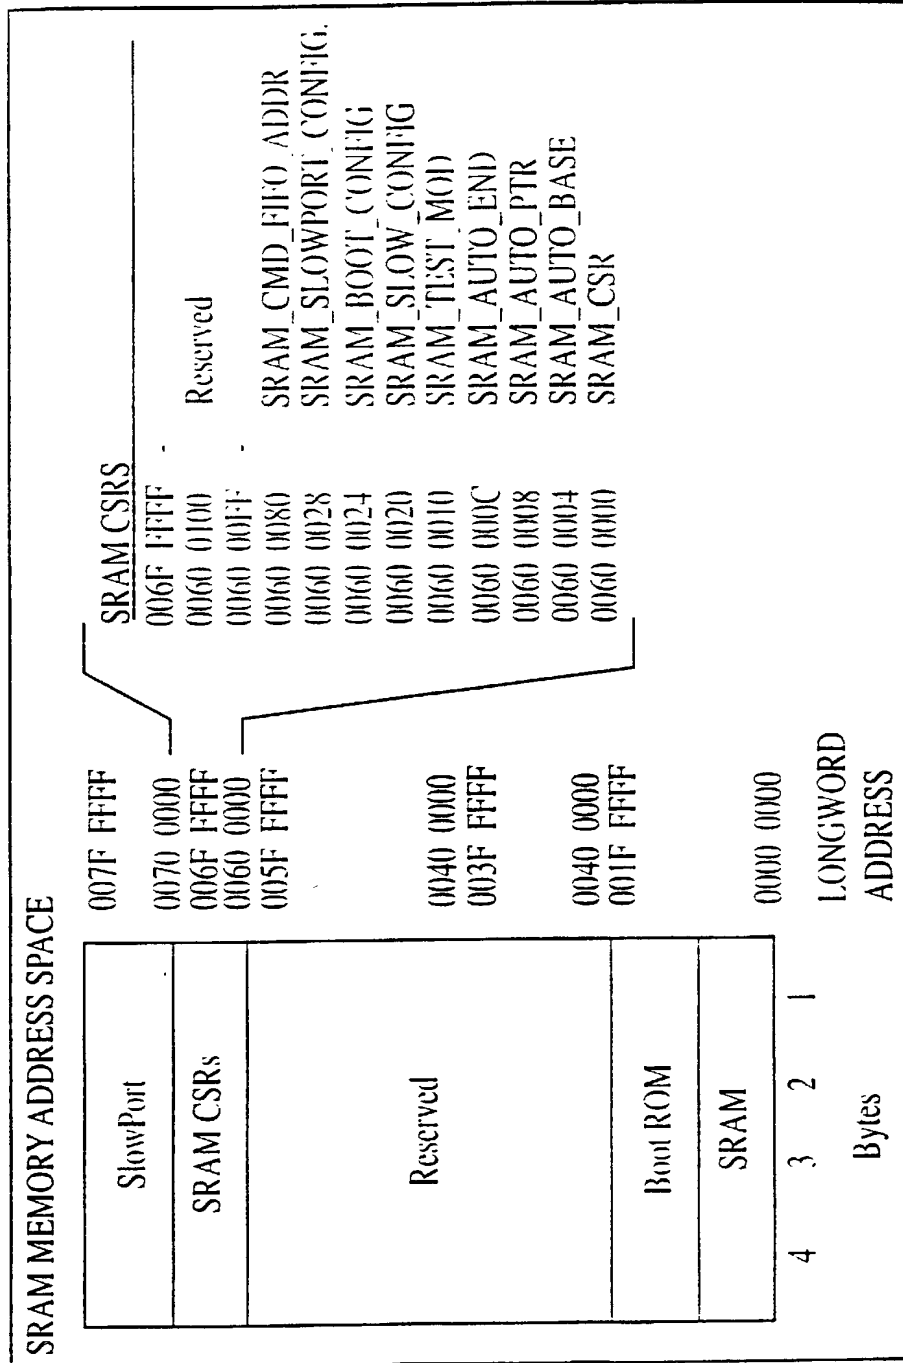 SRAM MEMORY ADDRESS SPACE
SlowPort
SRAM CSRs
Reserved
Boot ROM
SRAM
4 3 2 1
Bytes
007F FFFF
0070 0000
006F FFFF
0060 0000
005F FFFF
0040 0000
003F FFFF
0040 0000
001F FFFF
0000 0000
LONGWORD
ADDRESS
SRAM CSRS
006F FFFF -
0060 0100 Reserved
0060 00FF -
0060 0080 SRAM_CMD_FIFO_ADDR
0060 0028 SRAM_SLOWPORT_CONFIG.
0060 0024 SRAM_BOOT_CONFIG
0060 0020 SRAM_SLOW_CONFIG
0060 0010 SRAM_TEST_MOD
0060 000C SRAM_AUTO_END
0060 0008 SRAM_AUTO_PTR
0060 0004 SRAM_AUTO_BASE
0060 0000 SRAM_CSR